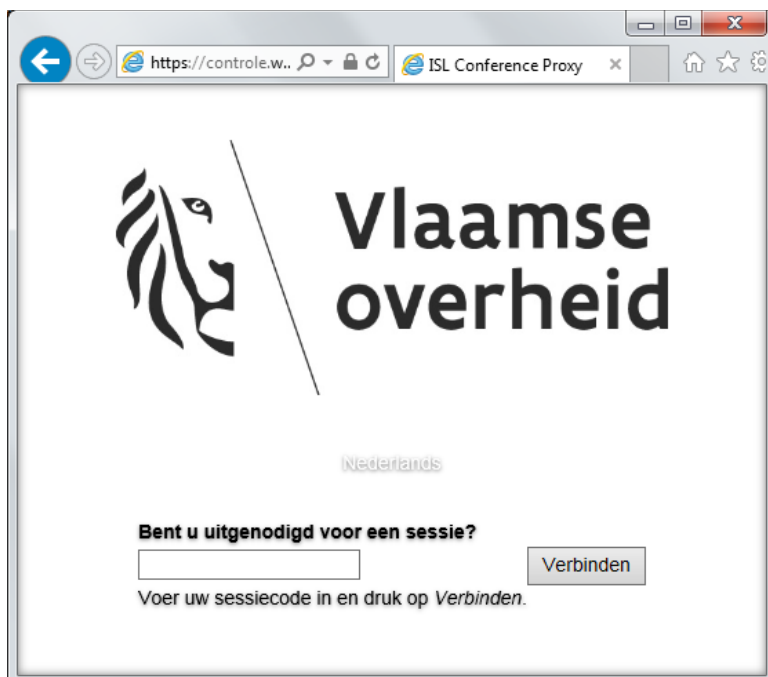 https://controle.w..
ISL Conference Proxy
Vlaamse
overheid
Nederlands
Bent u uitgenodigd voor een sessie?
Verbinden
Voer uw sessiecode in en druk op Verbinden.